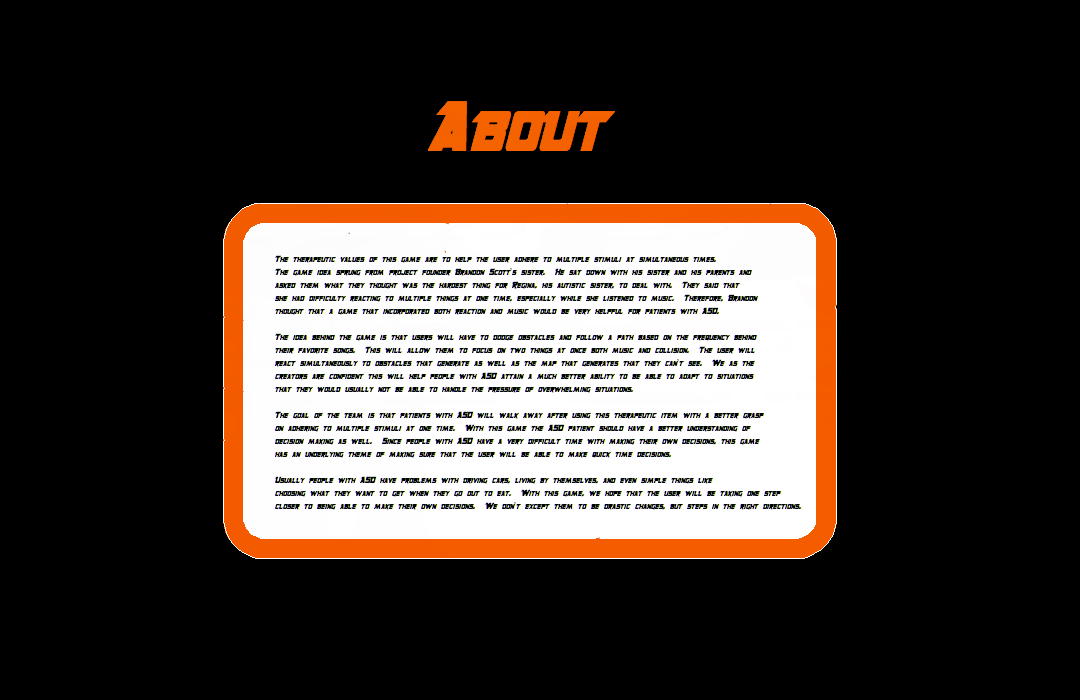 About
The therapeutic values of this game are to help the user adhere to multiple stimuli at simultaneous times.
The game idea sprung from project founder Brandon Scott's sister. He sat down with his sister and his parents and
asked them what they thought was the hardest thing for Regina, his autistic sister, to deal with. They said that
she had difficulty reacting to multiple things at one time, especially while she listened to music. Therefore, Brandon
thought that a game that incorporated both reaction and music would be very helpful for patients with ASD.
The idea behind the game is that users will have to dodge obstacles and follow a path based on the frequency behind
their favorite songs. This will allow them to focus on two things at once both music and collision. The user will
react simultaneously to obstacles that generate as well as the map that generates that they can't see. We as the
creators are confident this will help people with ASD attain a much better ability to be able to adapt to situations
that they would usually not be able to handle the pressure of overwhelming situations.
The goal of the team is that patients with ASD will walk away after using this therapeutic item with a better grasp
on adhering to multiple stimuli at one time. With this game the ASD patient should have a better understanding of
decision making as well. Since people with ASD have a very difficult time with making their own decisions, this game
has an underlying theme of making sure that the user will be able to make quick time decisions.
Usually people with ASD have problems with driving cars, living by themselves, and even simple things like
choosing what they want to get when they go out to eat. With this game, we hope that the user will be taking one step
closer to being able to make their own decisions. We don't except them to be drastic changes, but steps in the right directions.